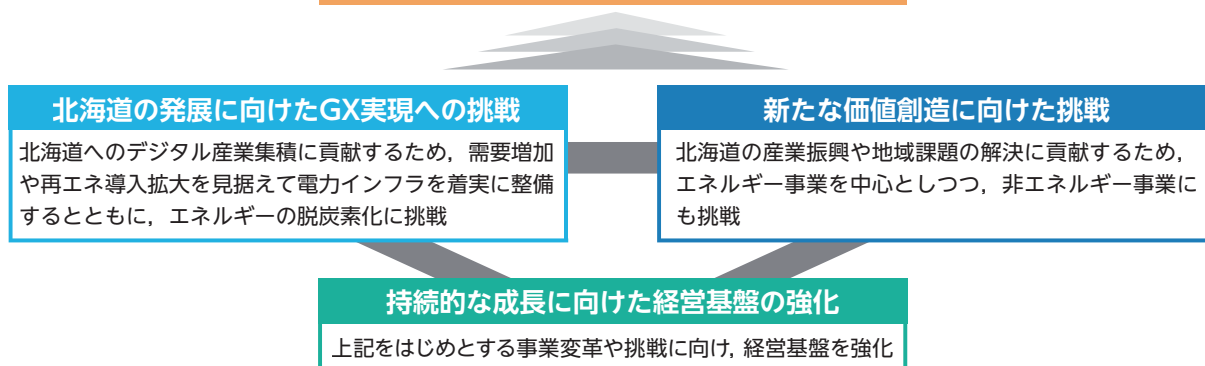 北海道の発展に向けたGX実現への挑戦
北海道へのデジタル産業集積に貢献するため，需要増加
や再エネ導入拡大を見据えて電力インフラを着実に整備
するとともに，エネルギーの脱炭素化に挑戦
新たな価値創造に向けた挑戦
北海道の産業振興や地域課題の解決に貢献するため，
エネルギー事業を中心としつつ，非エネルギー事業に
も挑戦
持続的な成長に向けた経営基盤の強化
上記をはじめとする事業変革や挑戦に向け，経営基盤を強化